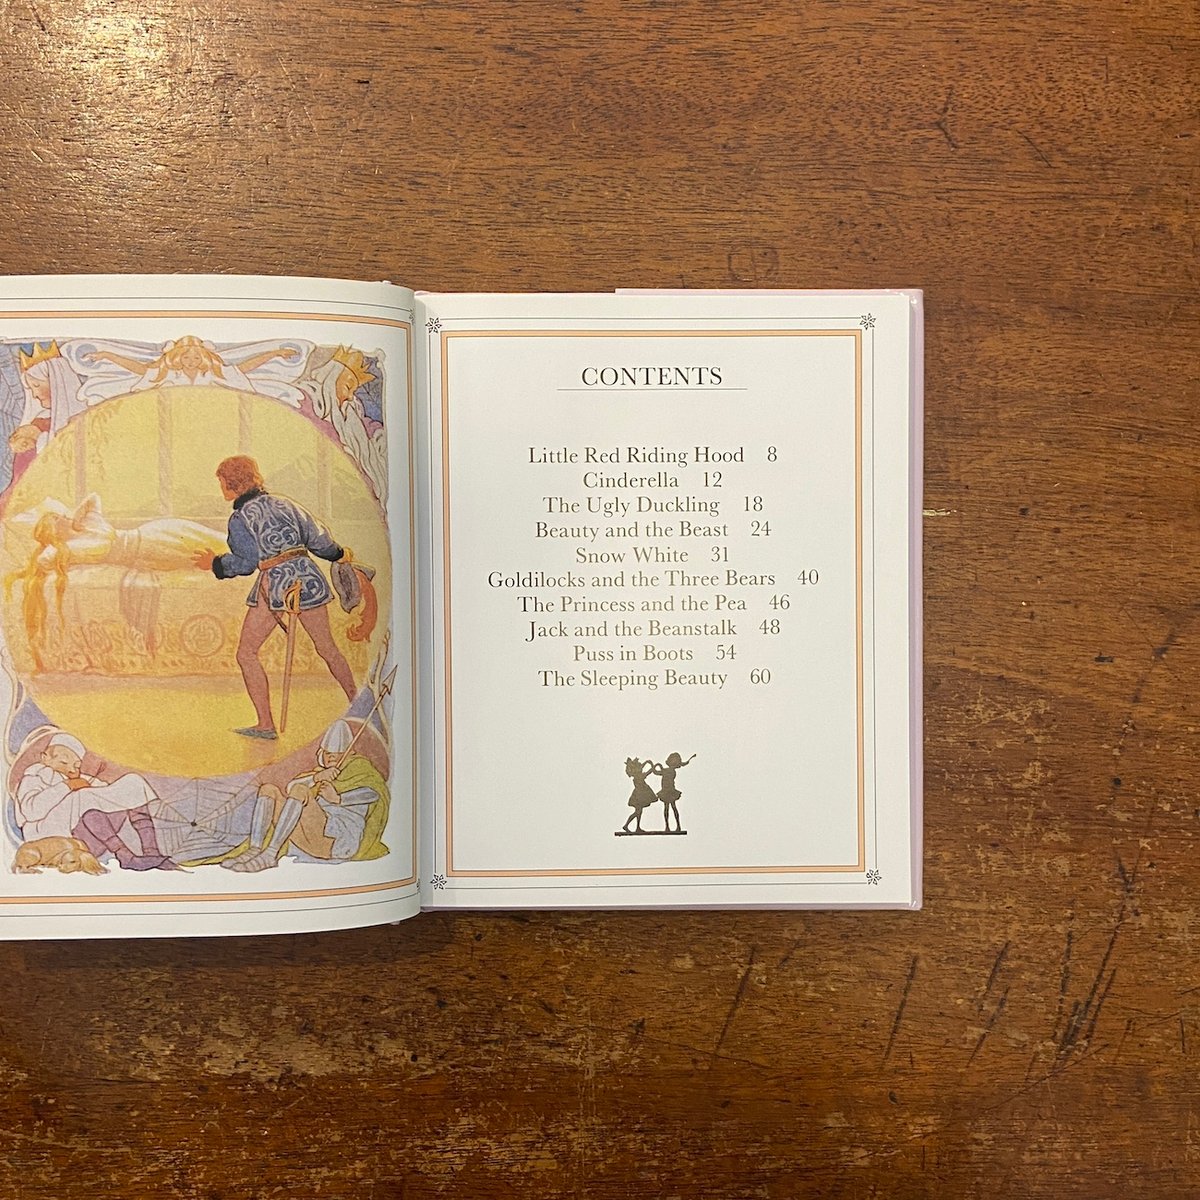 CONTENTS
Little Red Riding Hood 8
Cinderella 12
The Ugly Duckling 18
Beauty and the Beast 24
Snow White 31
Goldilocks and the Three Bears 40
The Princess and the Pea 46
Jack and the Beanstalk 48
Puss in Boots 54
The Sleeping Beauty 60